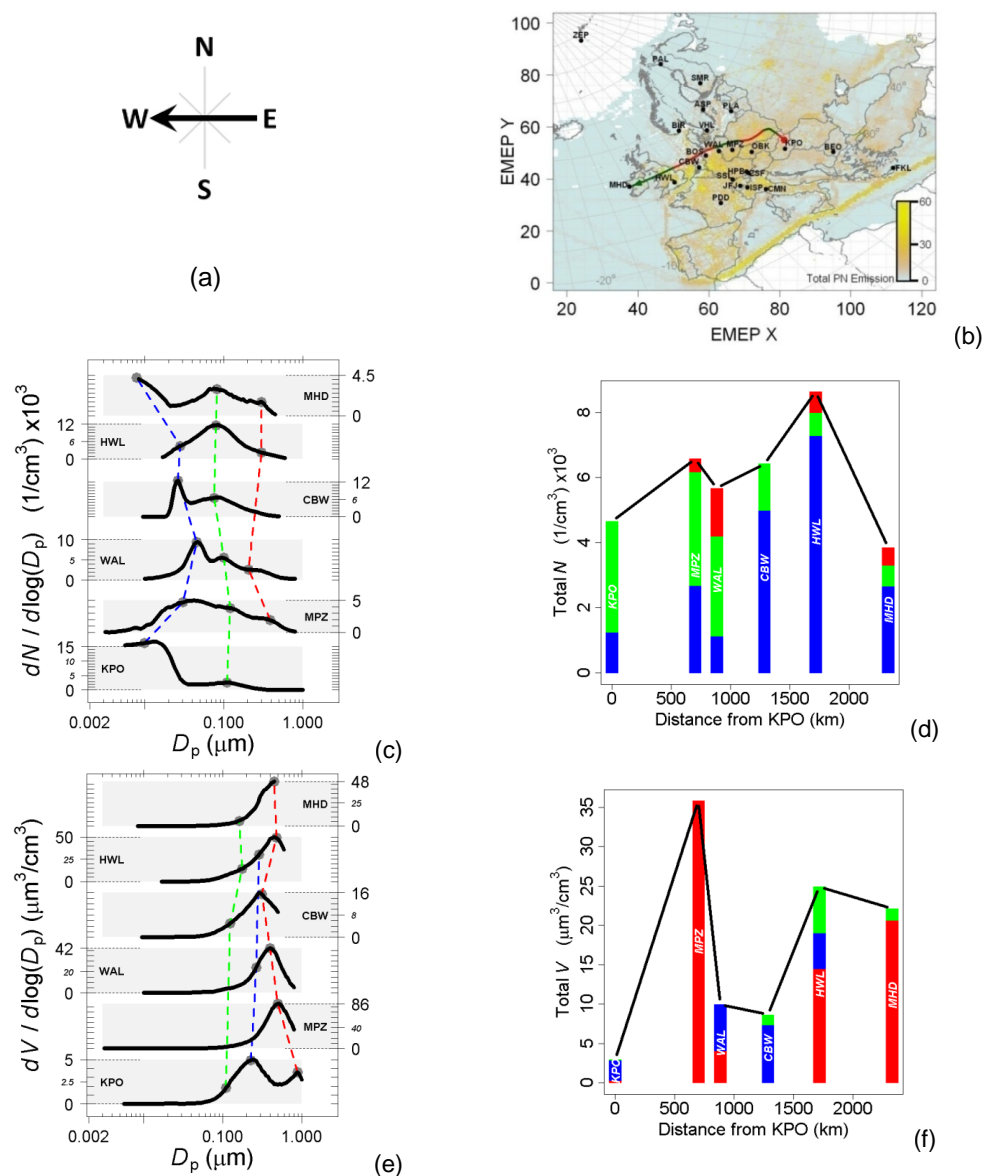 N
W E
S
(a)
100
80
60
40
20
0
EMEP Y
20 40 60 80 100 120
EMEP X
ZEP
PAL
SMR
ASP
PLA
BIR
VHL
WAL MPZ
OBK
KPO
BOS
CBW
BEO
MHD
HWL
HPB
ZSF
SSL
JFJ
ISP
CMN
PDD
FKL
-20°
-10°
40°
50°
60
30
0
Total PN Emission
(b)
dN / dlog(Dp) (1/cm³) x10³
4.5
MHD
0
12
6
HWL
0
12
CBW
6
0
10
WAL
5
0
5
MPZ
0
15
10
KPO
5
0
0.002 0.100 1.000
Dp (µm)
(c)
Total N (1/cm³) x10³
8
6
4
2
0
KPO
MPZ
WAL
CBW
HWL
MHD
0 500 1000 1500 2000
Distance from KPO (km)
(d)
dV / dlog(Dp) (µm³/cm³)
48
MHD
25
0
50
HWL
25
0
16
CBW
8
0
42
WAL
20
0
86
MPZ
40
0
5
KPO
2.5
0
0.002 0.100 1.000
Dp (µm)
(e)
Total V (µm³/cm³)
35
30
25
20
15
10
5
0
KPO
MPZ
WAL
CBW
HWL
MHD
0 500 1000 1500 2000
Distance from KPO (km)
(f)